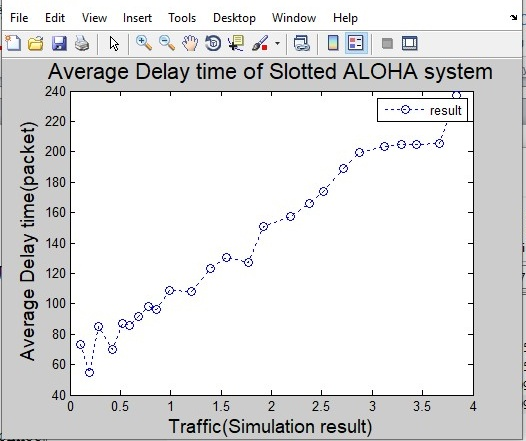 File Edit View Insert Tools Desktop Window Help
Average Delay time of Slotted ALOHA system
result
240
220
200
180
160
140
120
100
80
60
40
Average Delay time(packet)
0 0.5 1 1.5 2 2.5 3 3.5 4
Traffic(Simulation result)